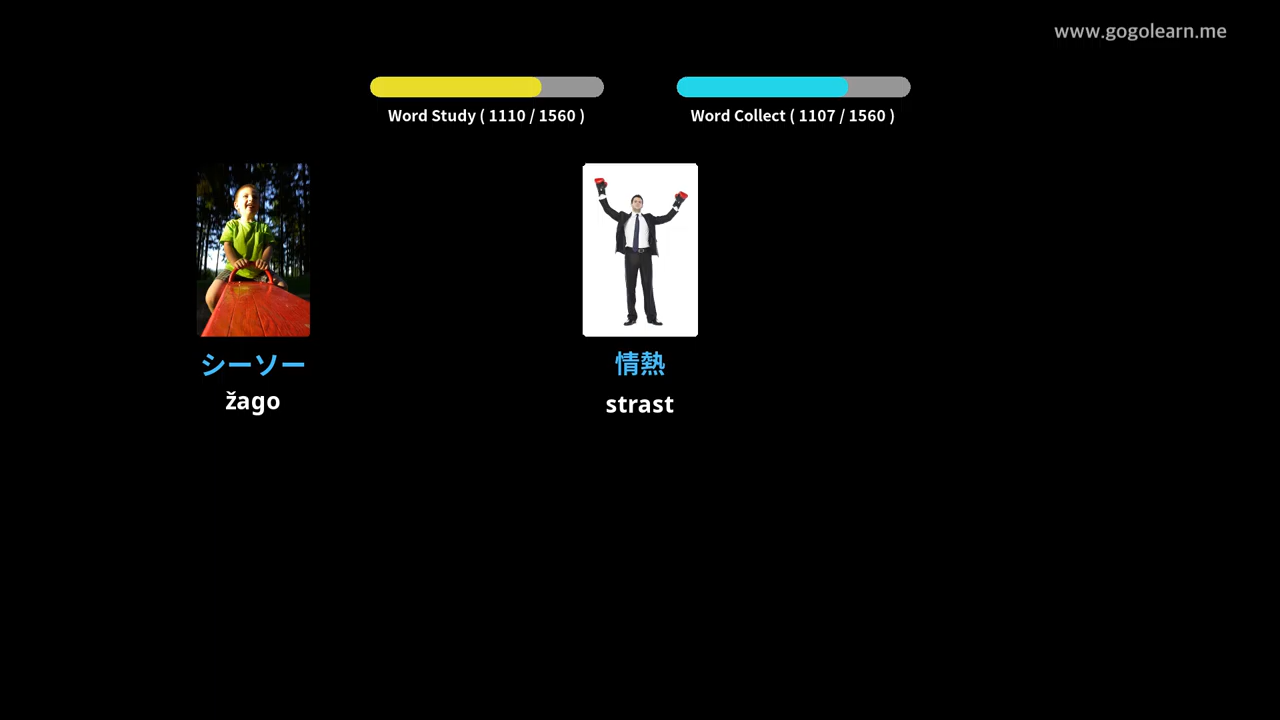 www.gogolearn.me
Word Study ( 1110 / 1560 )
Word Collect ( 1107 / 1560 )
シーソー
žago
情熱
strast